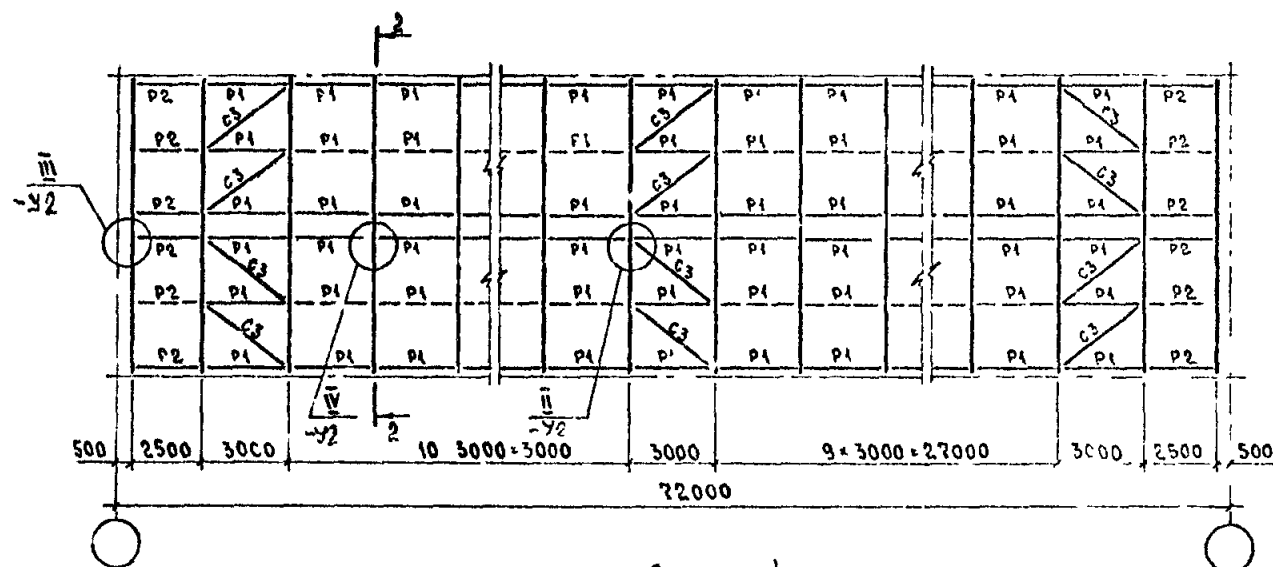 2
P2 P1 F1 P1 P1 P1 P' P1 P1 P1 P2
C3 C3 C3
P2 P1 P1 P1 F1 P1 P1 P1 P1 P1 P2
III C3 C3 C3
-У2
P2 P1 P1 P1 P1 P1 P1 P1 P1 P1 P2
P2 P1 P1 P1 P1 P1 P1 P1 P1 P1 P2
C3 C3 C3
P2 P1 P1 P1 P1 P1 P1 P1 P1 P1 P2
C3 C3 C3
P2 P1 P1 P1 P1 P' P1 P1 P1 P1 P2
IV II
-У2 2 -У2
500 2500 3000 10 3000=3000 3000 9×3000=27000 3000 2500 500
72000